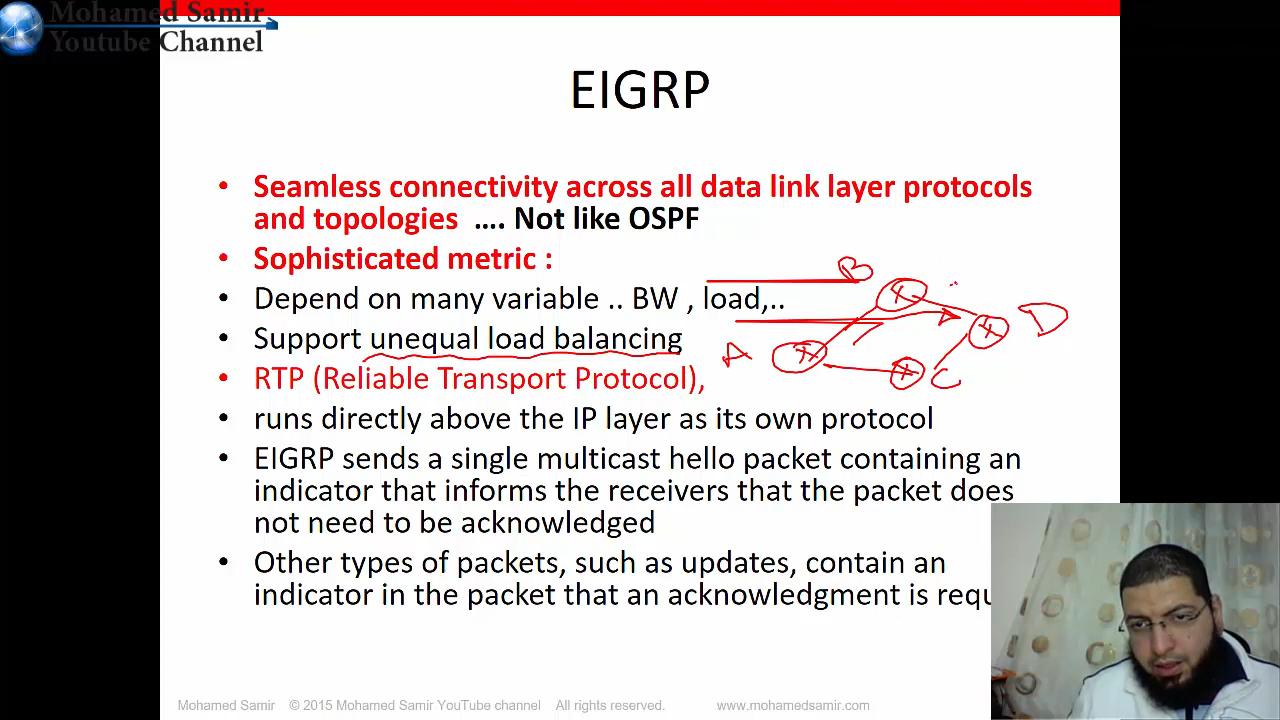 Mohamed Samir
Youtube Channel
EIGRP
• Seamless connectivity across all data link layer protocols
and topologies .... Not like OSPF
• Sophisticated metric :
• Depend on many variable .. BW , load,..
• Support unequal load balancing
• RTP (Reliable Transport Protocol),
• runs directly above the IP layer as its own protocol
• EIGRP sends a single multicast hello packet containing an
indicator that informs the receivers that the packet does
not need to be acknowledged
• Other types of packets, such as updates, contain an
indicator in the packet that an acknowledgment is requ
B
D
A
C
Mohamed Samir © 2015 Mohamed Samir YouTube channel All rights reserved. www.mohamedsamir.com